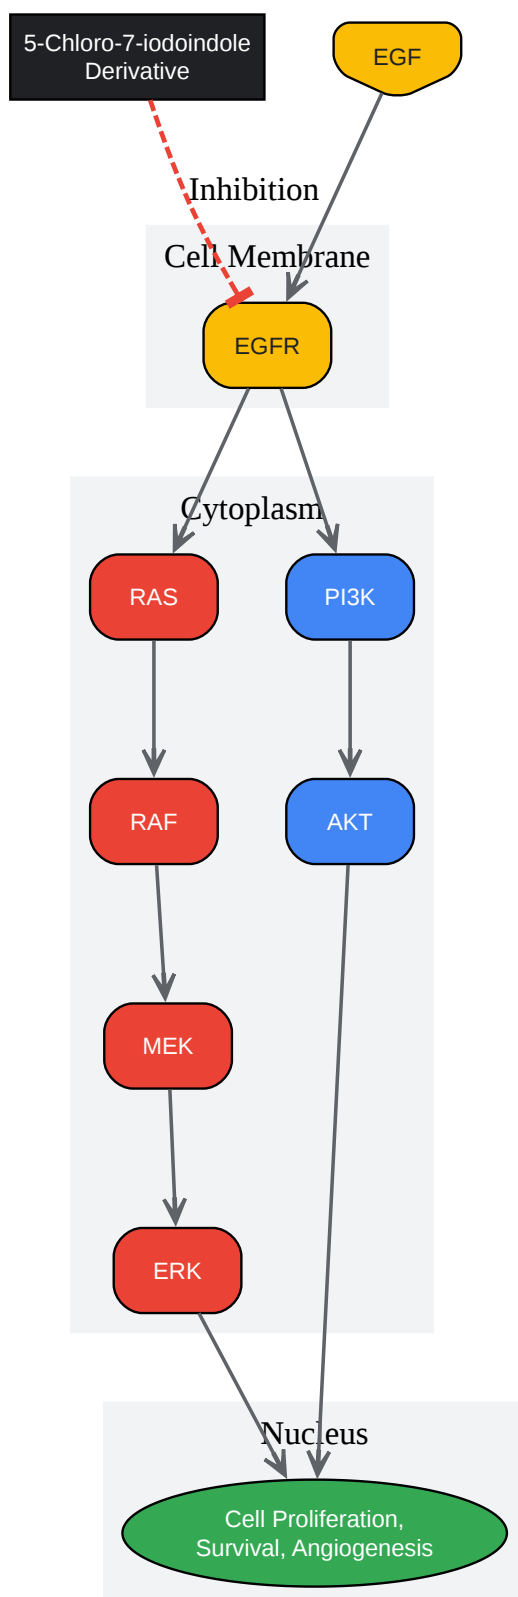 5-Chloro-7-iodoindole
Derivative
EGF
Inhibition
Cell Membrane
EGFR
Cytoplasm
RAS
PI3K
RAF
AKT
MEK
ERK
Nucleus
Cell Proliferation,
Survival, Angiogenesis